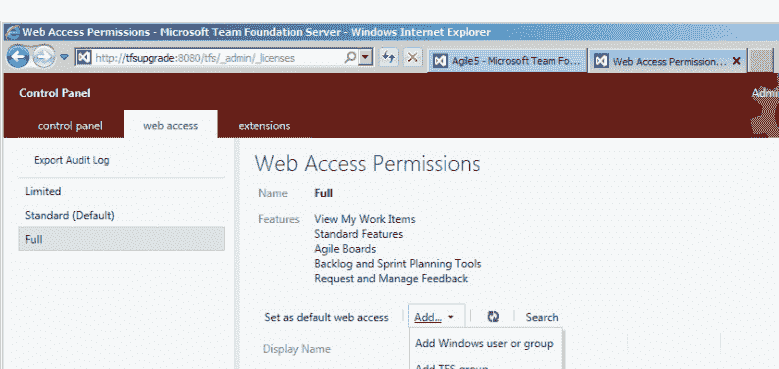 Web Access Permissions - Microsoft Team Foundation Server - Windows Internet Explorer
http://tfsupgrade:8080/tfs/_admin/_licenses
Agile5 - Microsoft Team Fo...
Web Access Permission...
Control Panel
control panel
web access
extensions
Export Audit Log
Limited
Standard (Default)
Full
Web Access Permissions
Name Full
Features View My Work Items
Standard Features
Agile Boards
Backlog and Sprint Planning Tools
Request and Manage Feedback
Set as default web access
Add...
Search
Display Name
Add Windows user or group
Add TFS group